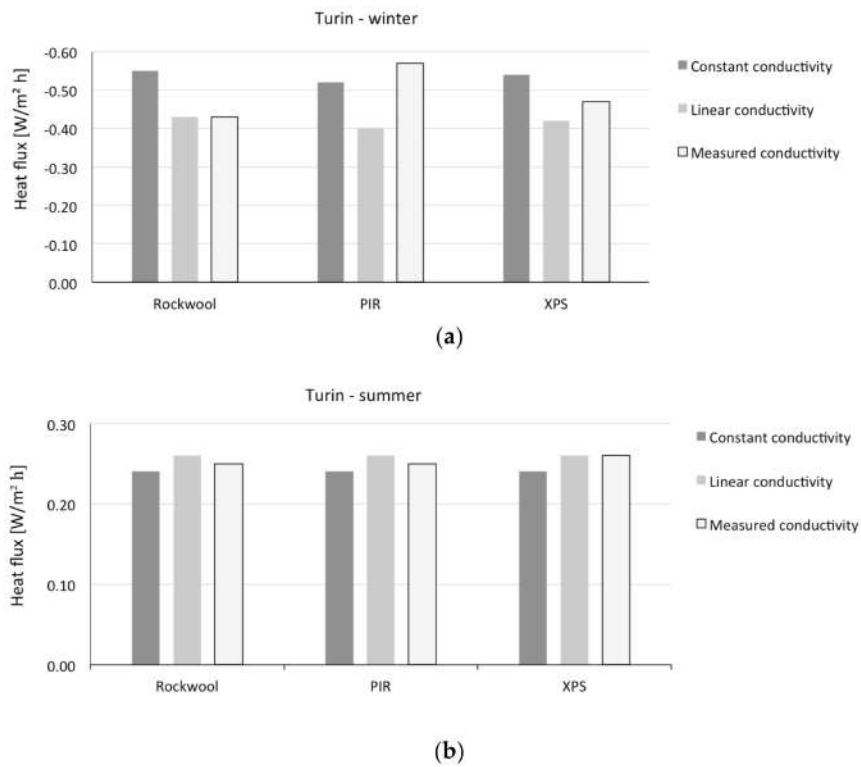 Turin - winter
Heat flux [W/m² h]
-0.60
-0.50
-0.40
-0.30
-0.20
-0.10
0.00
Rockwool PIR XPS
Constant conductivity
Linear conductivity
Measured conductivity
(a)
Turin - summer
Heat flux [W/m² h]
0.30
0.20
0.10
0.00
Rockwool PIR XPS
Constant conductivity
Linear conductivity
Measured conductivity
(b)